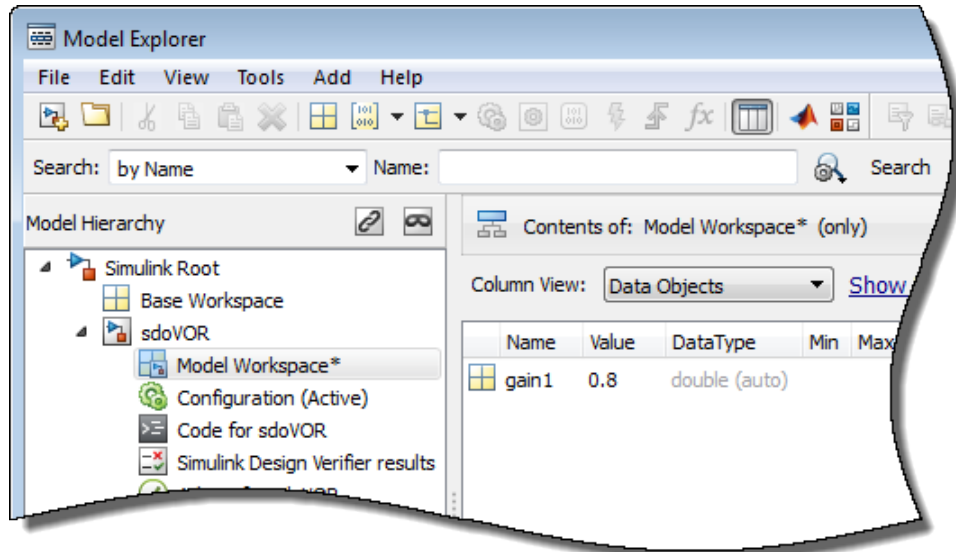 Model Explorer
File Edit View Tools Add Help
Search: by Name Name: Search
Model Hierarchy
Contents of: Model Workspace* (only)
Simulink Root
Base Workspace
sdoVOR
Model Workspace*
Configuration (Active)
Code for sdoVOR
Simulink Design Verifier results
Column View: Data Objects Show
Name Value DataType Min Max
gain1 0.8 double (auto)